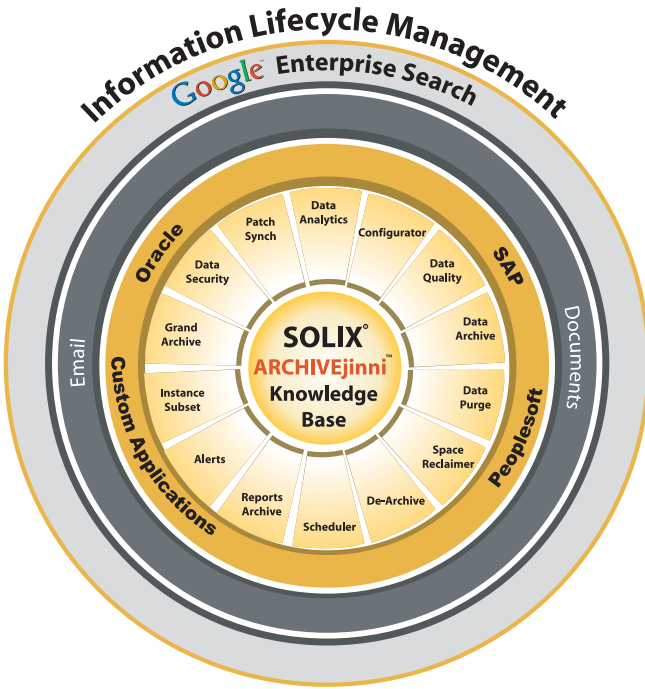 Information Lifecycle Management
Google™ Enterprise Search
Email
Documents
Oracle
SAP
Peoplesoft
Custom Applications
Data
Analytics
Configurator
Data
Quality
Data
Archive
Data
Purge
Space
Reclaimer
De-Archive
Scheduler
Reports
Archive
Alerts
Instance
Subset
Grand
Archive
Data
Security
Patch
Synch
SOLIX®
ARCHIVEjinni™
Knowledge
Base